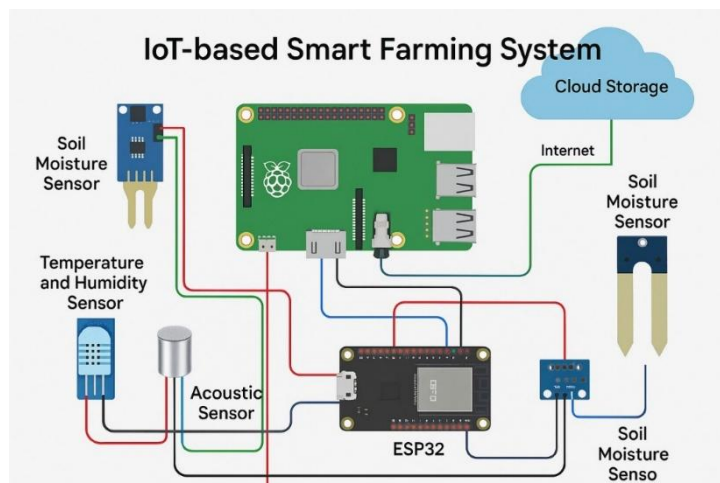 IoT-based Smart Farming System
Cloud Storage
Internet
Soil
Moisture
Sensor
Soil
Moisture
Sensor
Temperature
and Humidity
Sensor
Acoustic
Sensor
ESP32
Soil
Moisture
Senso